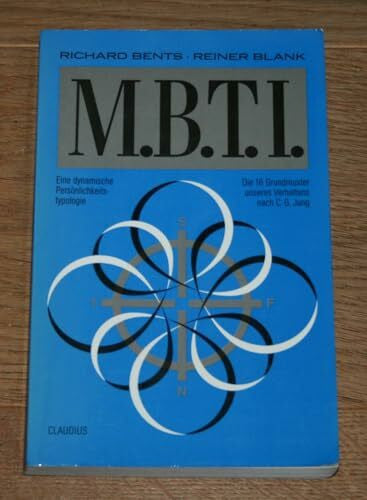 RICHARD BENTS · REINER BLANK
M.B.T.I.
Eine dynamische
Persönlichkeits-
typologie
Die 16 Grundmuster
unseres Verhaltens
nach C. G. Jung
S
I F
N
CLAUDIUS